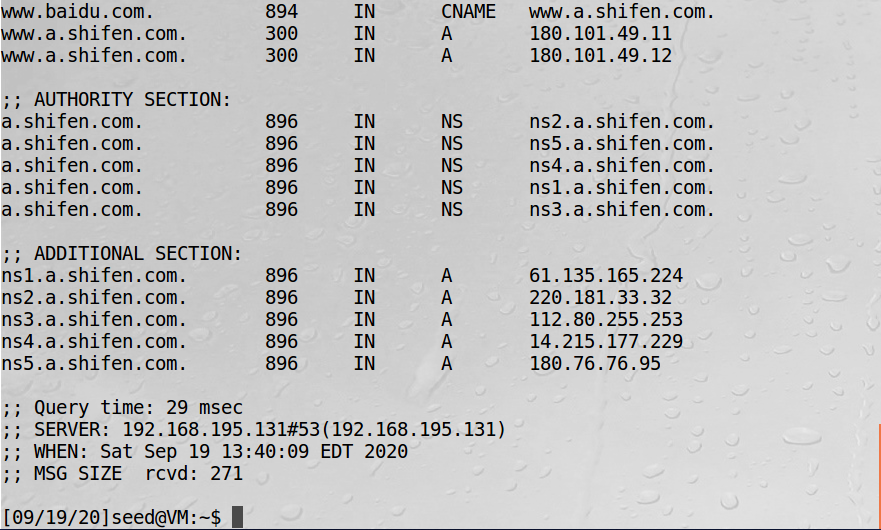 www.baidu.com. 894 IN CNAME www.a.shifen.com.
www.a.shifen.com. 300 IN A 180.101.49.11
www.a.shifen.com. 300 IN A 180.101.49.12
;; AUTHORITY SECTION:
a.shifen.com. 896 IN NS ns2.a.shifen.com.
a.shifen.com. 896 IN NS ns5.a.shifen.com.
a.shifen.com. 896 IN NS ns4.a.shifen.com.
a.shifen.com. 896 IN NS ns1.a.shifen.com.
a.shifen.com. 896 IN NS ns3.a.shifen.com.
;; ADDITIONAL SECTION:
ns1.a.shifen.com. 896 IN A 61.135.165.224
ns2.a.shifen.com. 896 IN A 220.181.33.32
ns3.a.shifen.com. 896 IN A 112.80.255.253
ns4.a.shifen.com. 896 IN A 14.215.177.229
ns5.a.shifen.com. 896 IN A 180.76.76.95
;; Query time: 29 msec
;; SERVER: 192.168.195.131#53(192.168.195.131)
;; WHEN: Sat Sep 19 13:40:09 EDT 2020
;; MSG SIZE  rcvd: 271
[09/19/20]seed@VM:~$